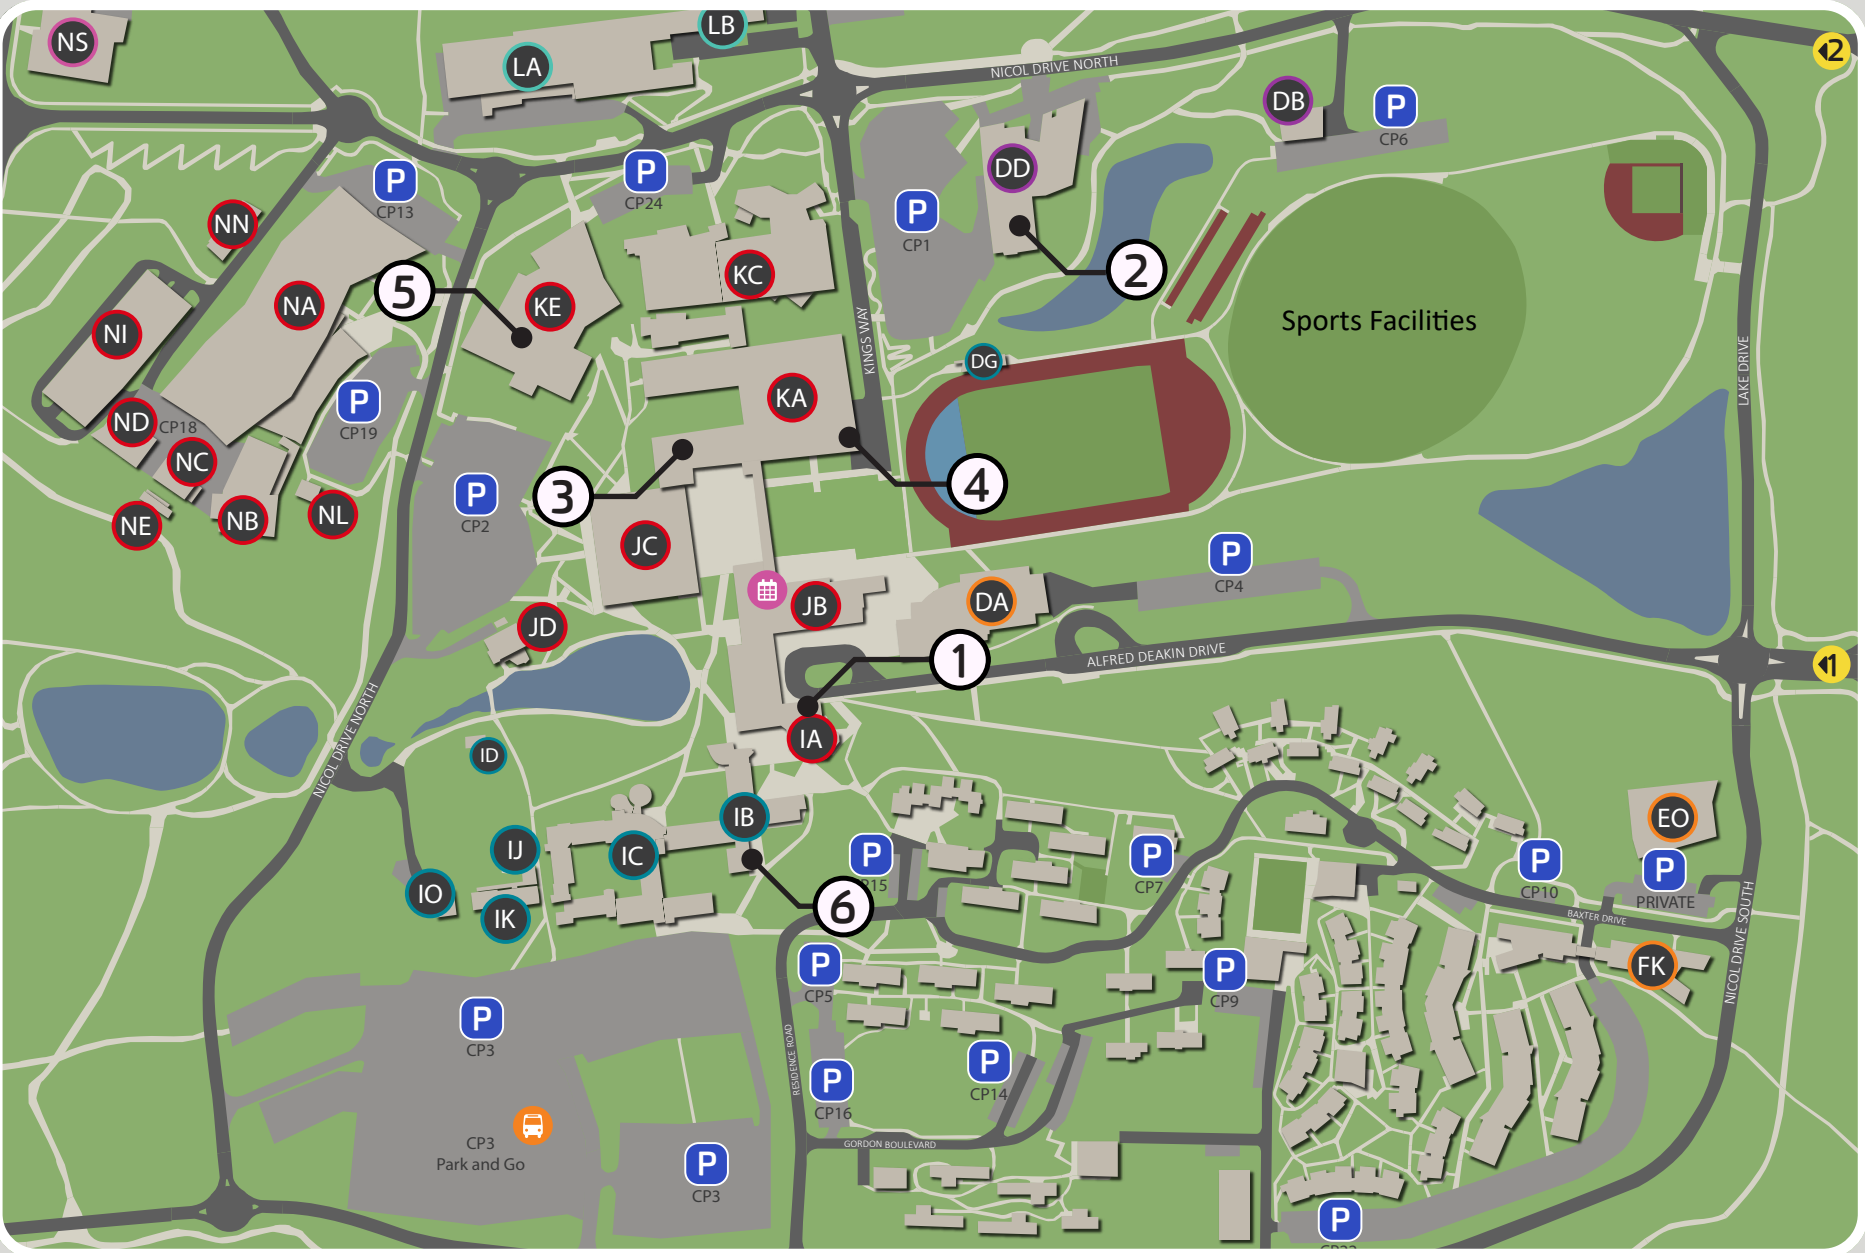 NS
LA
LB
NICOL DRIVE NORTH
2
DB
P
CP6
DD
P
CP13
P
CP24
P
CP1
NN
NA
5
KE
KC
2
NI
KINGS WAY
Sports Facilities
LAKE DRIVE
DG
ND
CP18
P
CP19
KA
NC
NE
NB
NL
P
CP2
3
4
JC
P
CP4
JB
DA
JD
1
ALFRED DEAKIN DRIVE
1
NICOL DRIVE NORTH
IA
ID
IB
IJ
IC
IO
IK
P
P15
6
P
CP7
P
CP10
EO
P
PRIVATE
BAXTER DRIVE
NICOL DRIVE SOUTH
FK
P
CP5
P
CP9
P
CP3
RESIDENCE ROAD
P
CP16
P
CP14
CP3
Park and Go
GORDON BOULEVARD
P
CP3
P